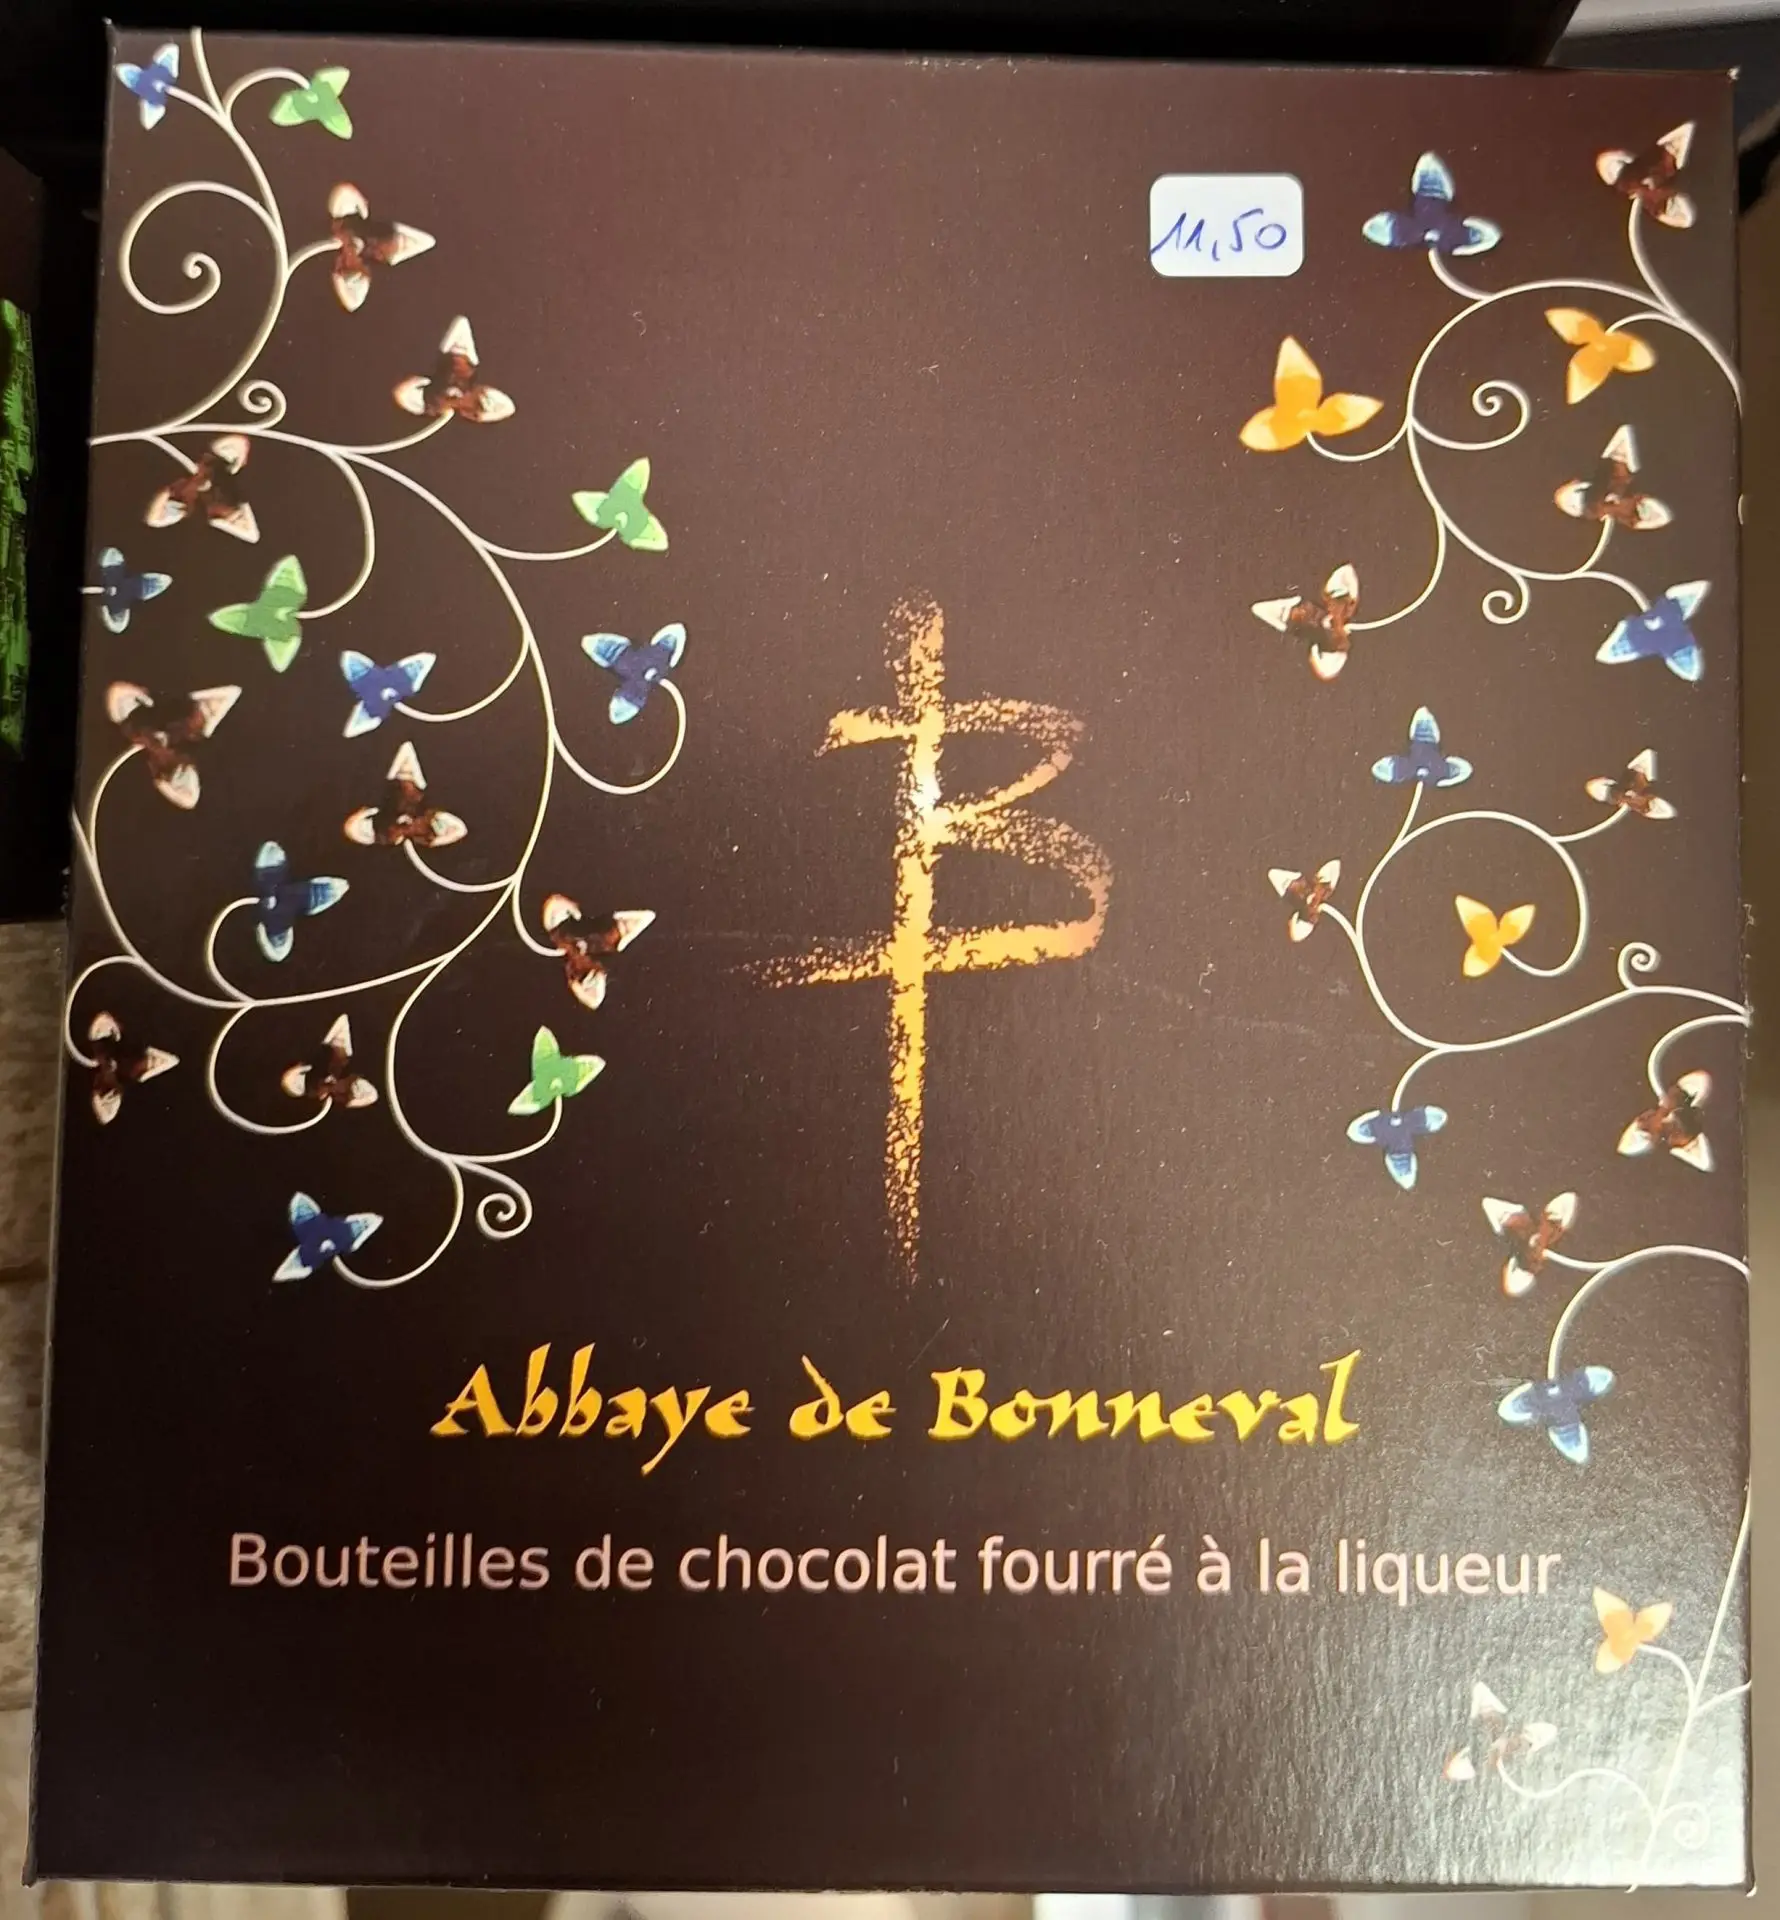 11,50
B
Abbaye de Bonneval
Bouteilles de chocolat fourré à la liqueur